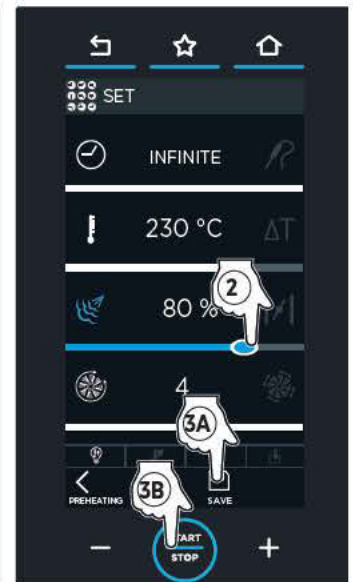 SET
INFINITE
230 °C
ΔT
2
80 %
4
3A
3B
PREHEATING
SAVE
START
STOP